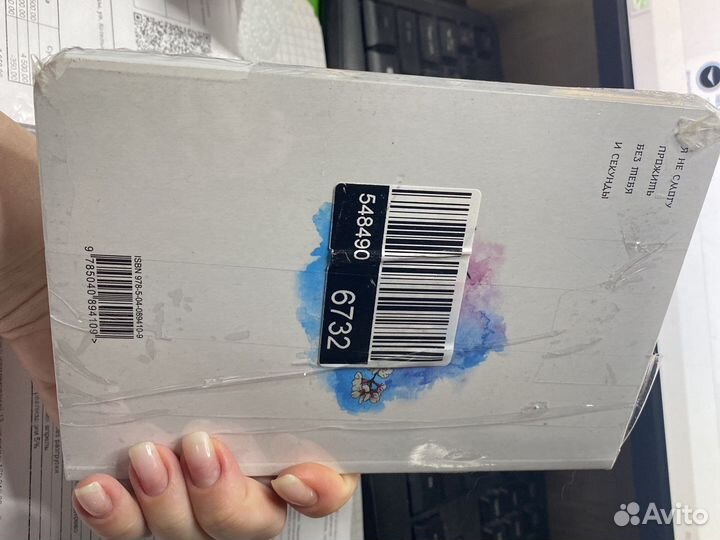 Я НЕ СМОГУ
ПРОЖИТЬ
БЕЗ ТЕБЯ
И СЕКУНДЫ
548490
6732
ISBN 978-5-04-089410-9
9 785040 894109>
Avito